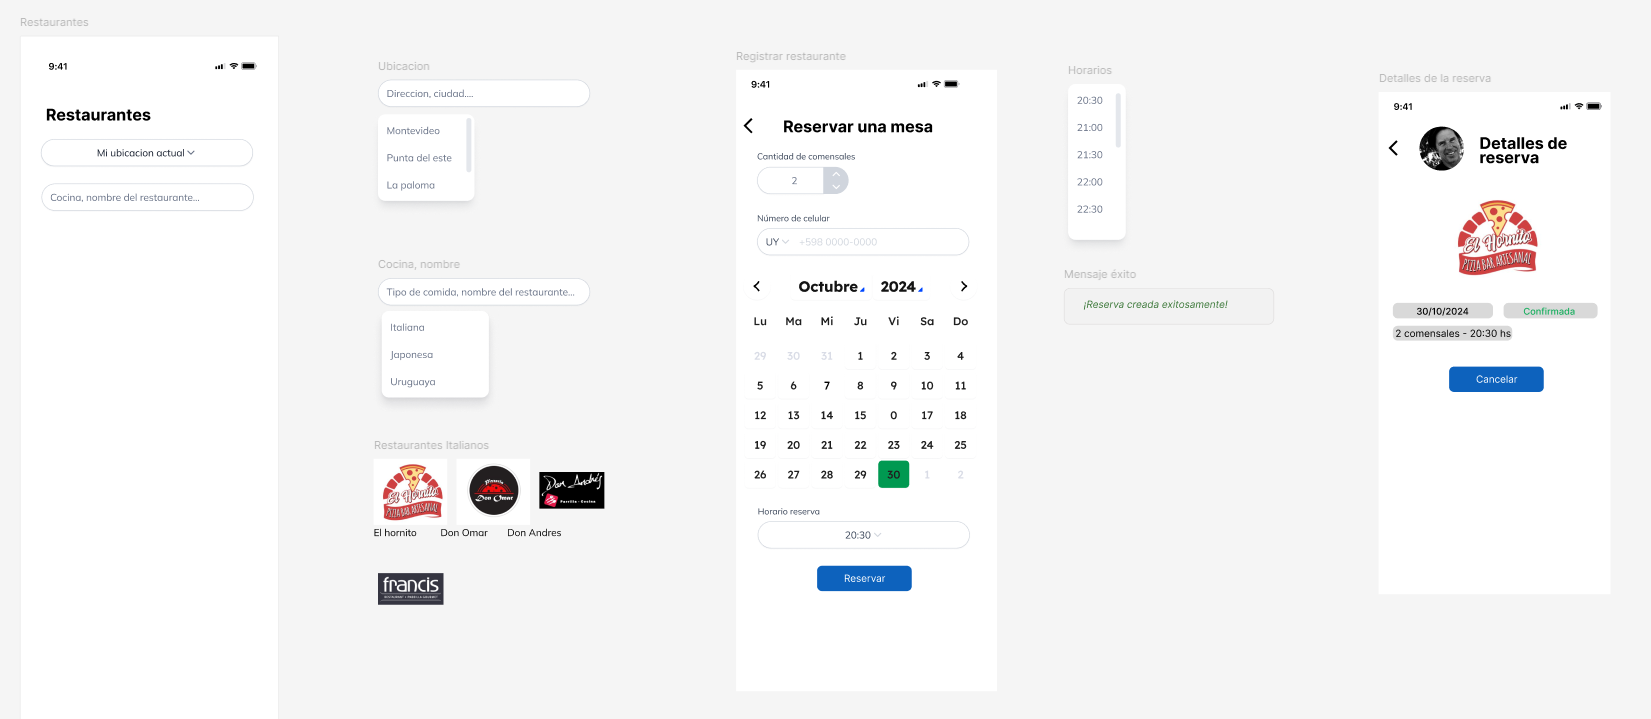 Restaurantes
9:41
Restaurantes
Mi ubicacion actual
Cocina, nombre del restaurante...
Ubicacion
Direccion, ciudad....
Montevideo
Punta del este
La paloma
Cocina, nombre
Tipo de comida, nombre del restaurante...
Italiana
Japonesa
Uruguaya
Restaurantes Italianos
El Hornito
PIZZA BAR ARTESANAL
Don Omar
Don Andrés
Parrilla - Cocina
El hornito Don Omar Don Andres
francis
Registrar restaurante
9:41
Reservar una mesa
Cantidad de comensales
2
Número de celular
UY +598 0000-0000
Octubre 2024
Lu Ma Mi Ju Vi Sa Do
29 30 31 1 2 3 4
5 6 7 8 9 10 11
12 13 14 15 0 17 18
19 20 21 22 23 24 25
26 27 28 29 30 1 2
Horario reserva
20:30
Reservar
Horarios
20:30
21:00
21:30
22:00
22:30
Mensaje éxito
¡Reserva creada exitosamente!
Detalles de la reserva
9:41
Detalles de
reserva
El Hornito
PIZZA BAR ARTESANAL
30/10/2024 Confirmada
2 comensales - 20:30 hs
Cancelar